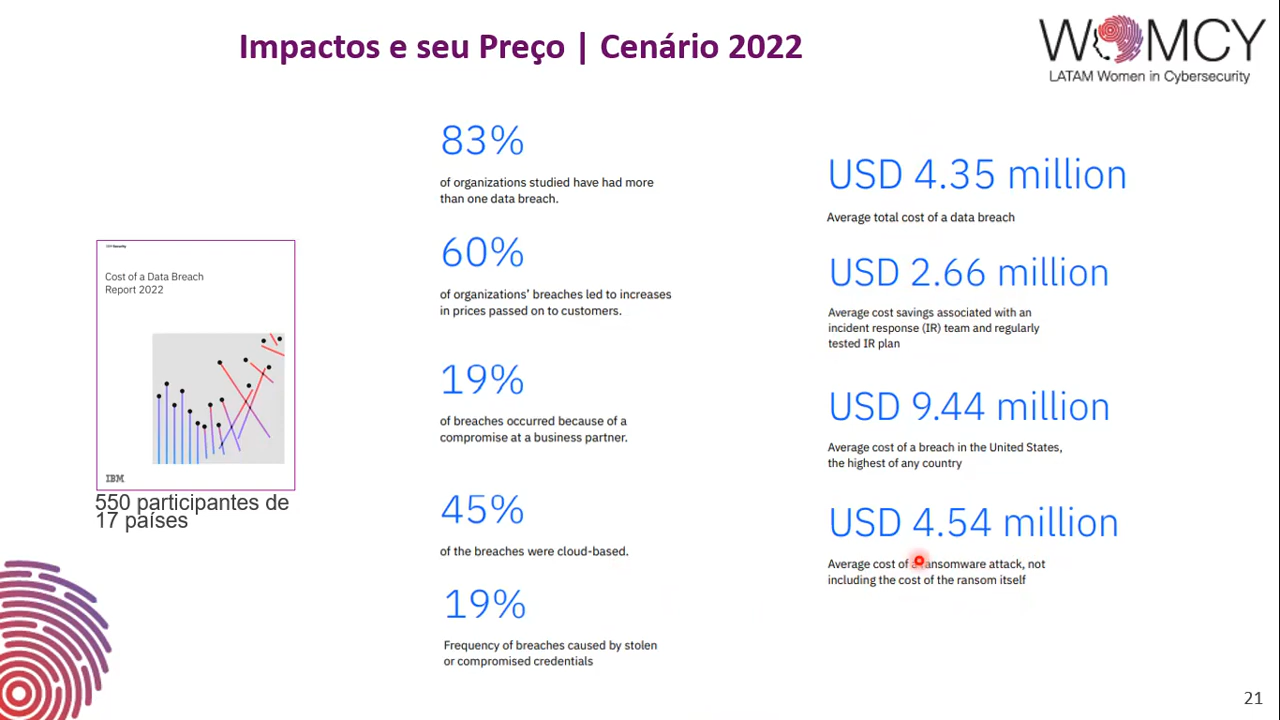 Impactos e seu Preço | Cenário 2022
WOMCY
LATAM Women in Cybersecurity
IBM Security
Cost of a Data Breach
Report 2022
IBM
550 participantes de
17 países
83%
of organizations studied have had more
than one data breach.
60%
of organizations’ breaches led to increases
in prices passed on to customers.
19%
of breaches occurred because of a
compromise at a business partner.
45%
of the breaches were cloud-based.
19%
Frequency of breaches caused by stolen
or compromised credentials
USD 4.35 million
Average total cost of a data breach
USD 2.66 million
Average cost savings associated with an
incident response (IR) team and regularly
tested IR plan
USD 9.44 million
Average cost of a breach in the United States,
the highest of any country
USD 4.54 million
Average cost of a ransomware attack, not
including the cost of the ransom itself
21